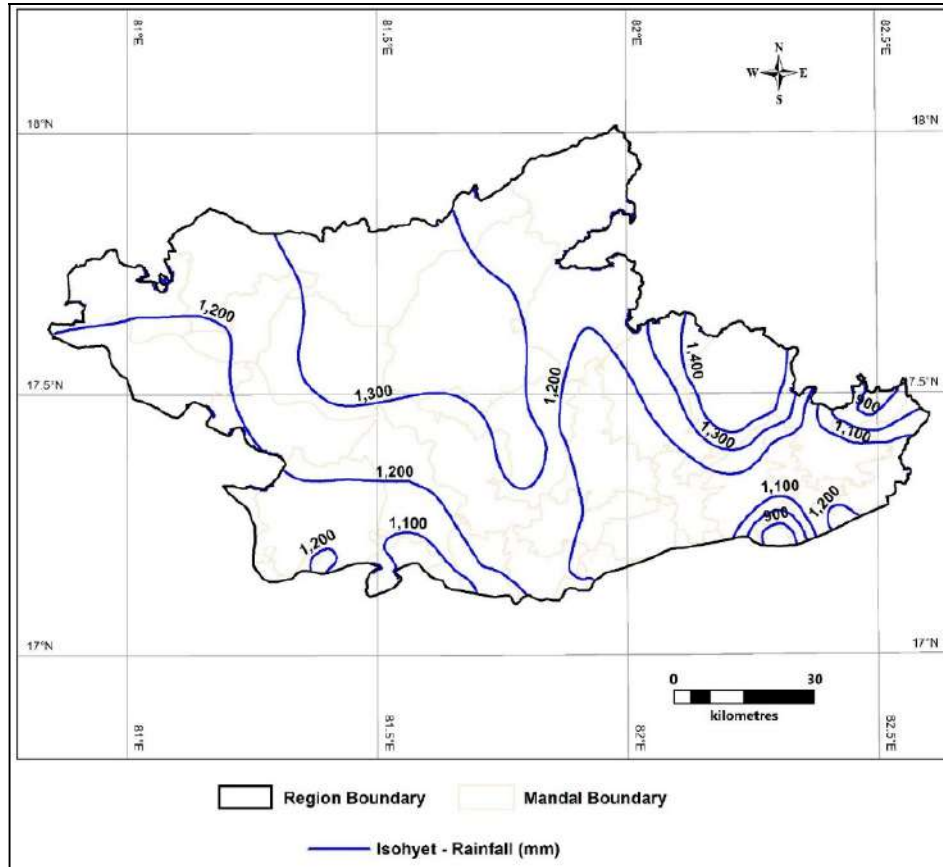 81°E
81.5°E
82°E
82.5°E
N
W E
S
18°N
18°N
1,200
1,400
17.5°N
17.5°N
1,200
900
1,300
1,300
1,100
1,200
1,100
1,200
1,100
900
1,200
17°N
17°N
0 30
kilometres
81°E
81.5°E
82°E
82.5°E
Region Boundary
Mandal Boundary
Isohyet - Rainfall (mm)